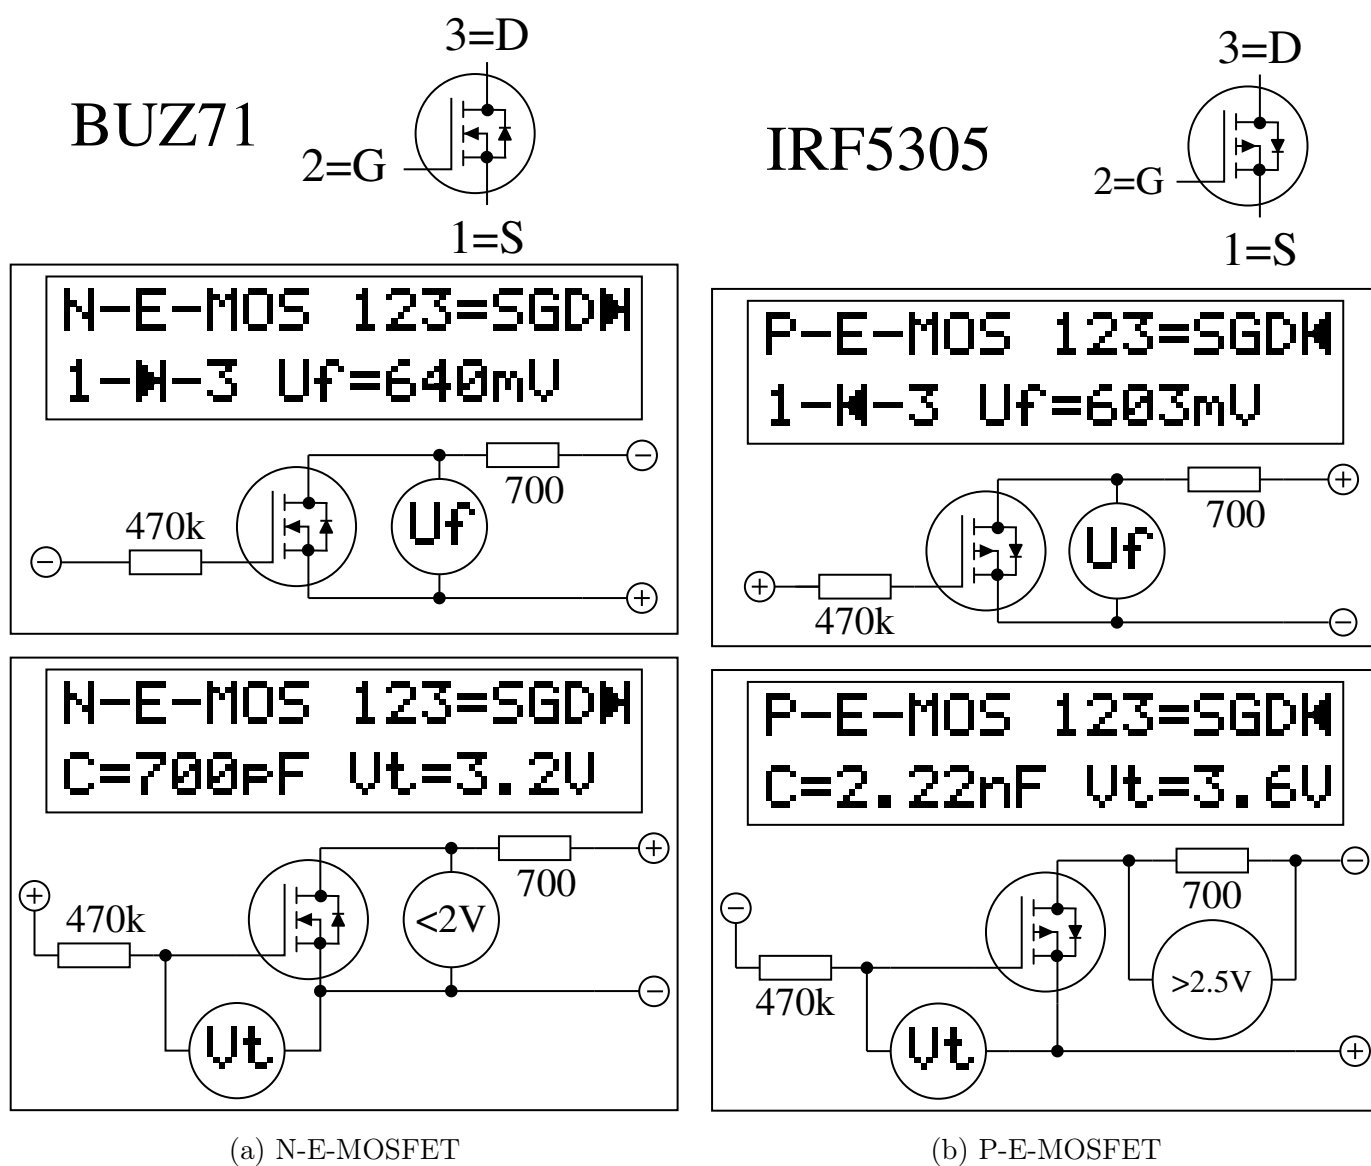 3=D
BUZ71
2=G
1=S
N-E-MOS 123=SGD
1-▶|-3 Uf=640mV
700
470k
Uf
−
−
+
N-E-MOS 123=SGD
C=700pF Vt=3.2V
+
700
+
470k
<2V
−
Vt
(a) N-E-MOSFET
3=D
IRF5305
2=G
1=S
P-E-MOS 123=SGD
1-|◀-3 Uf=603mV
+
700
Uf
+
470k
−
P-E-MOS 123=SGD
C=2.22nF Vt=3.6V
−
700
−
470k
>2.5V
Vt
+
(b) P-E-MOSFET